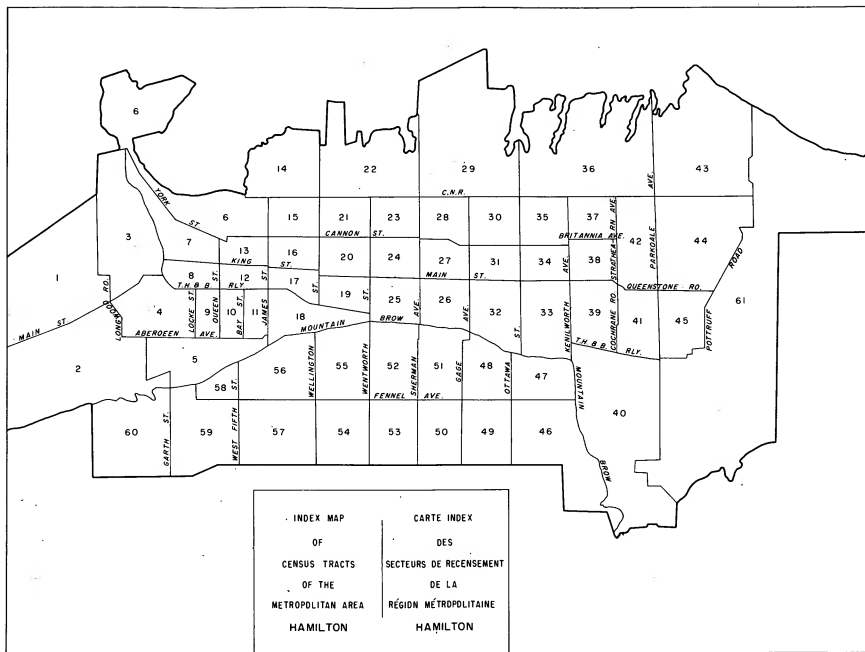 6
14
22
29
36
43
C.N.R.
AVE.
YORK ST.
3
6
15
21
23
28
30
35
37
CANNON ST.
BRITANNIA AVE.
STRATHEARN AVE.
42
PARKDALE
44
7
13
16
KING ST.
20
24
27
31
34
AVE.
38
ROAD
1
8
12
17
MAIN ST.
QUEENSTONE RO.
61
T.H.& B RLY.
LONGWOOD RO.
4
LOCKE ST.
9
QUEEN ST.
10
BAY ST.
11
JAMES ST.
18
19
ST.
25
AVE.
26
AVE.
32
ST.
33
KENILWORTH
39
COCHRANE RO.
41
45
POTTRUFF
MAIN ST.
ABERDEEN AVE.
MOUNTAIN BROW
T.H.& B RLY.
2
5
58
ST.
56
WELLINGTON
55
WENTWORTH
52
SHERMAN
51
GAGE
48
OTTAWA
47
MOUNTAIN
FENNEL AVE.
40
60
GARTH ST.
59
WEST FIFTH
57
54
53
50
49
46
BROW
INDEX MAP
OF
CENSUS TRACTS
OF THE
METROPOLITAN AREA
HAMILTON
CARTE INDEX
DES
SECTEURS DE RECENSEMENT
DE LA
RÉGION MÉTROPOLITAINE
HAMILTON